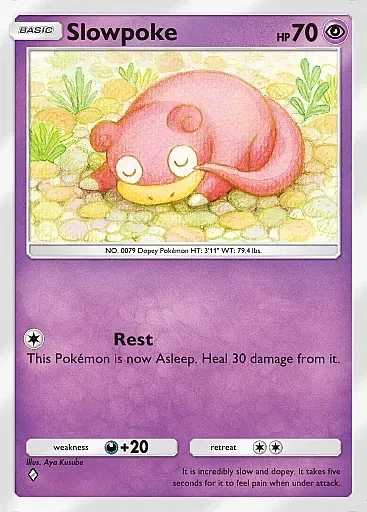 BASIC Slowpoke HP 70
NO. 0079 Dopey Pokémon HT: 3'11" WT: 79.4 lbs.
Rest
This Pokémon is now Asleep. Heal 30 damage from it.
weakness +20 retreat
Illus. Aya Kusube
It is incredibly slow and dopey. It takes five
seconds for it to feel pain when under attack.